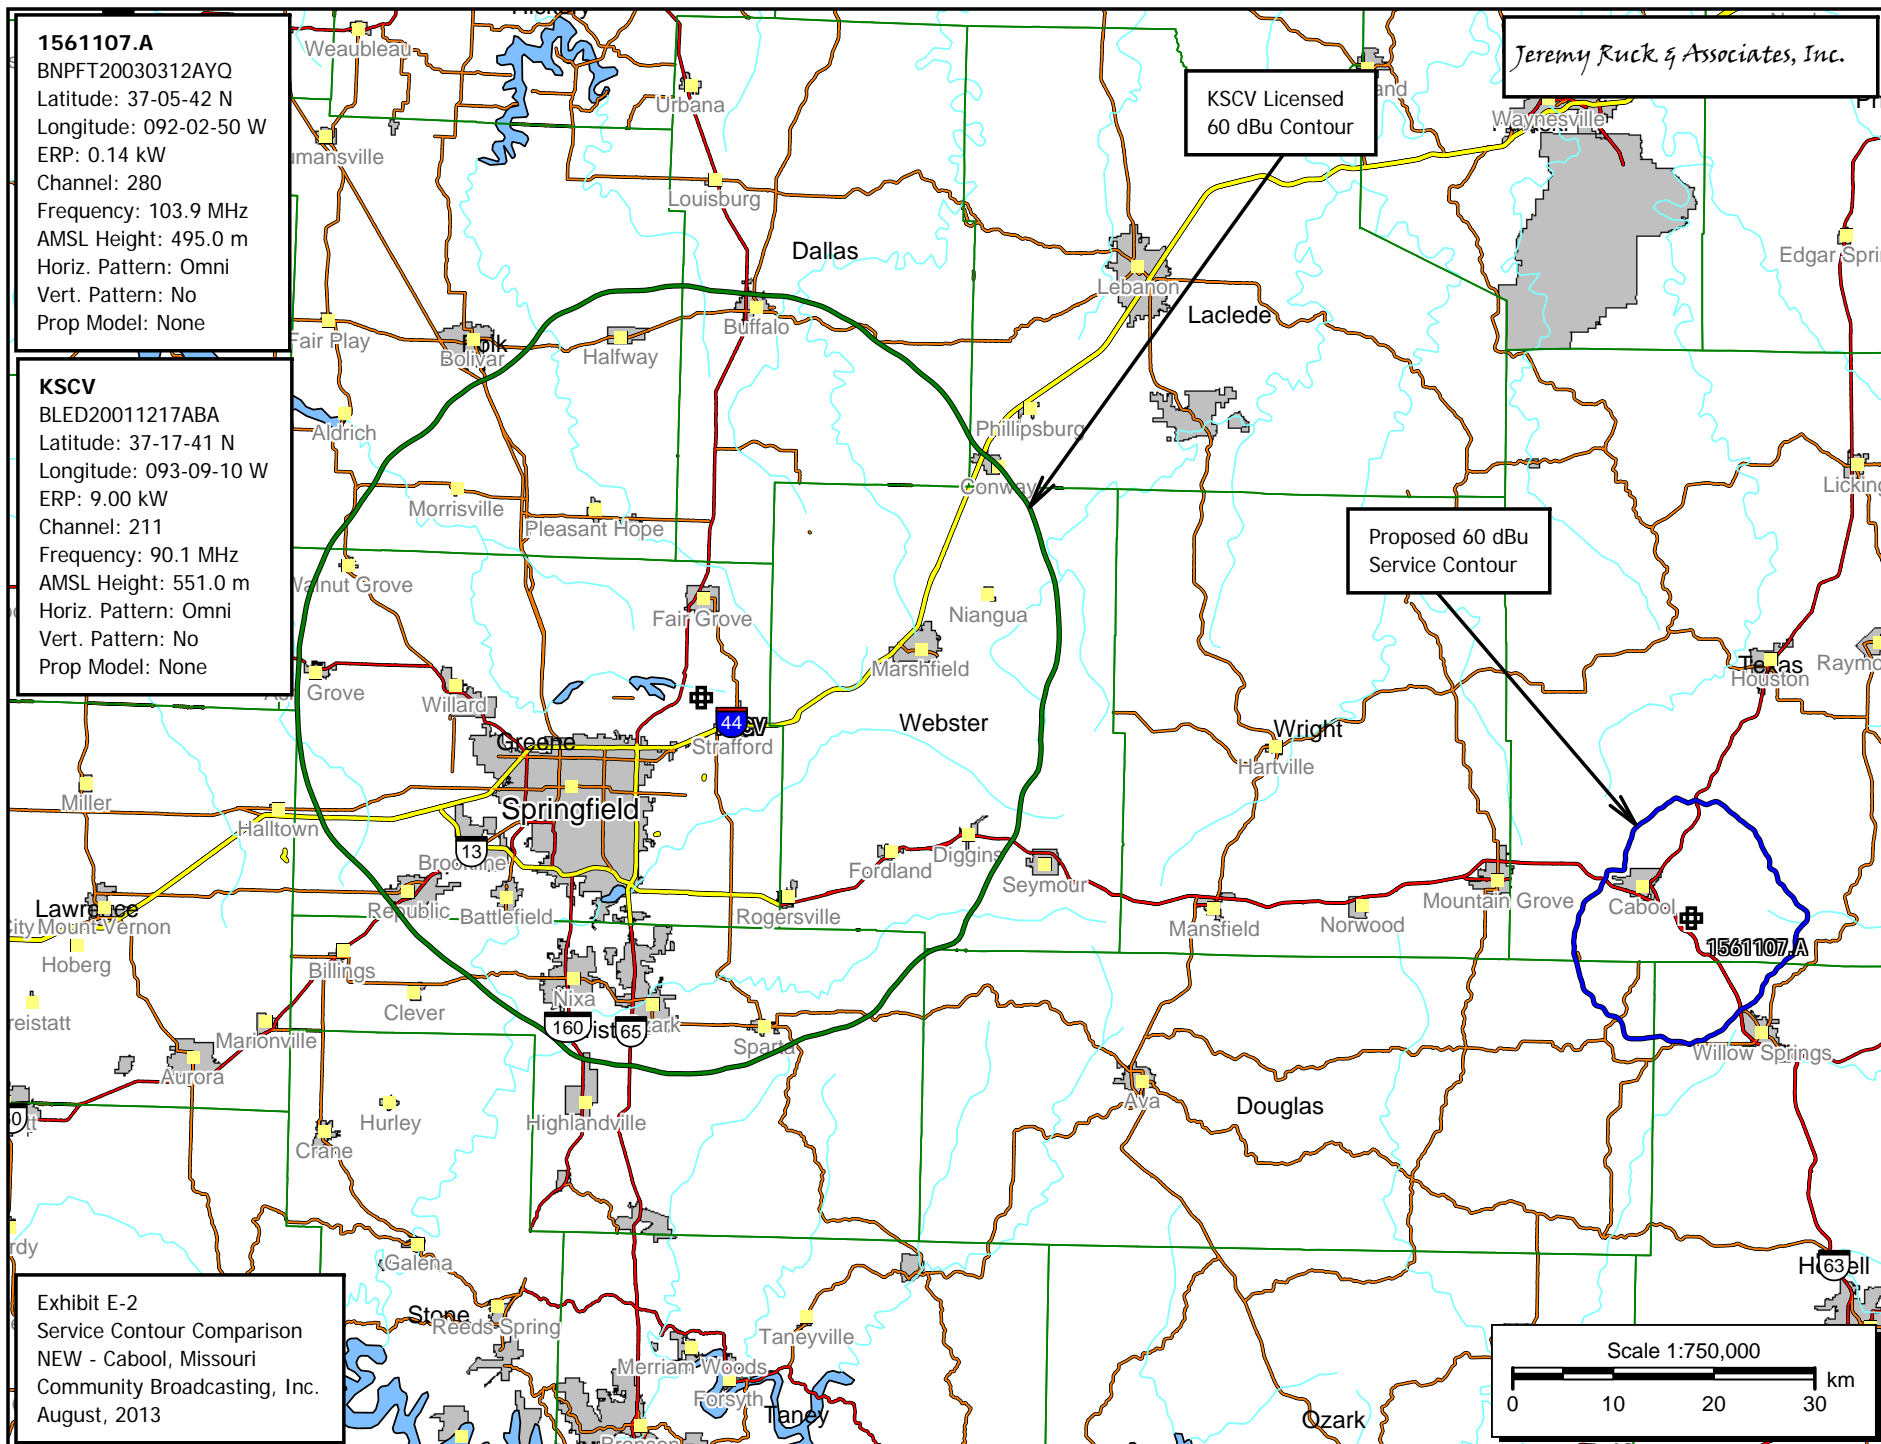 1561107.A
BNPFT20030312AYQ
Latitude: 37-05-42 N
Longitude: 092-02-50 W
ERP: 0.14 kW
Channel: 280
Frequency: 103.9 MHz
AMSL Height: 495.0 m
Horiz. Pattern: Omni
Vert. Pattern: No
Prop Model: None
KSCV
BLED20011217ABA
Latitude: 37-17-41 N
Longitude: 093-09-10 W
ERP: 9.00 kW
Channel: 211
Frequency: 90.1 MHz
AMSL Height: 551.0 m
Horiz. Pattern: Omni
Vert. Pattern: No
Prop Model: None
Jeremy Ruck & Associates, Inc.
KSCV Licensed
60 dBu Contour
Proposed 60 dBu
Service Contour
Weaubleau
Urbana
Louisburg
Dallas
Waynesville
Lebanon
Laclede
Buffalo
Halfway
Bolivar
Polk
Fair Play
Aldrich
Phillipsburg
Conway
Morrisville
Pleasant Hope
Walnut Grove
Fair Grove
Niangua
Marshfield
Licking
Texas
Houston
Grove
Willard
44
Strafford
Webster
Greene
Wright
Hartville
Miller
Halltown
Springfield
13
Brookline
Republic
Battlefield
Fordland
Diggins
Seymour
Rogersville
Mansfield
Norwood
Mountain Grove
Cabool
1561107.A
Lawrence
Mount Vernon
Hoberg
Billings
Clever
Nixa
160
65
Sparta
Marionville
Aurora
Willow Springs
Ava
Douglas
Hurley
Highlandville
Crane
Galena
Stone
Reeds Spring
Taneyville
Merriam Woods
Forsyth
Taney
Ozark
63
Howell
Exhibit E-2
Service Contour Comparison
NEW - Cabool, Missouri
Community Broadcasting, Inc.
August, 2013
Scale 1:750,000
km
0 10 20 30